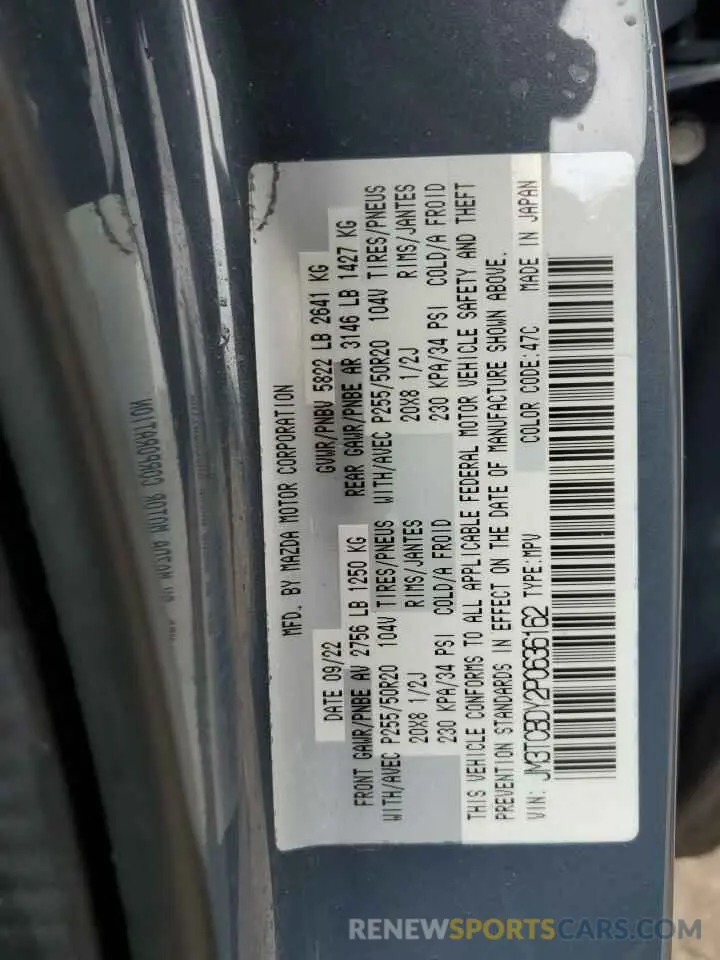 MFD. BY MAZDA MOTOR CORPORATION
DATE 09/22 GVWR/PNBV 5822 LB 2641 KG
FRONT GAWR/PNBE AV 2756 LB 1250 KG REAR GAWR/PNBE AR 3146 LB 1427 KG
WITH/AVEC P255/50R20 104V TIRES/PNEUS WITH/AVEC P255/50R20 104V TIRES/PNEUS
20X8 1/2J RIMS/JANTES 20X8 1/2J RIMS/JANTES
230 KPA/34 PSI COLD/A FROID 230 KPA/34 PSI COLD/A FROID
THIS VEHICLE CONFORMS TO ALL APPLICABLE FEDERAL MOTOR VEHICLE SAFETY AND THEFT
PREVENTION STANDARDS IN EFFECT ON THE DATE OF MANUFACTURE SHOWN ABOVE.
VIN: JM3TCBDY2P0636162 TYPE:MPV COLOR CODE:47C MADE IN JAPAN
RENEWSPORTSCARS.COM